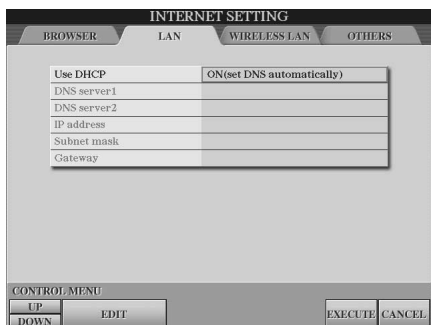 INTERNET SETTING
BROWSER LAN WIRELESS LAN OTHERS
Use DHCP ON(set DNS automatically)
DNS server1
DNS server2
IP address
Subnet mask
Gateway
CONTROL MENU
UP
DOWN
EDIT
EXECUTE CANCEL